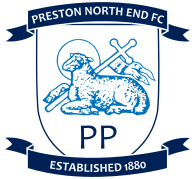 PRESTON NORTH END FC
PP
ESTABLISHED 1880